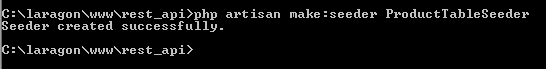 C:\laragon\www\rest_api>php artisan make:seeder ProductTableSeeder
Seeder created successfully.
C:\laragon\www\rest_api>